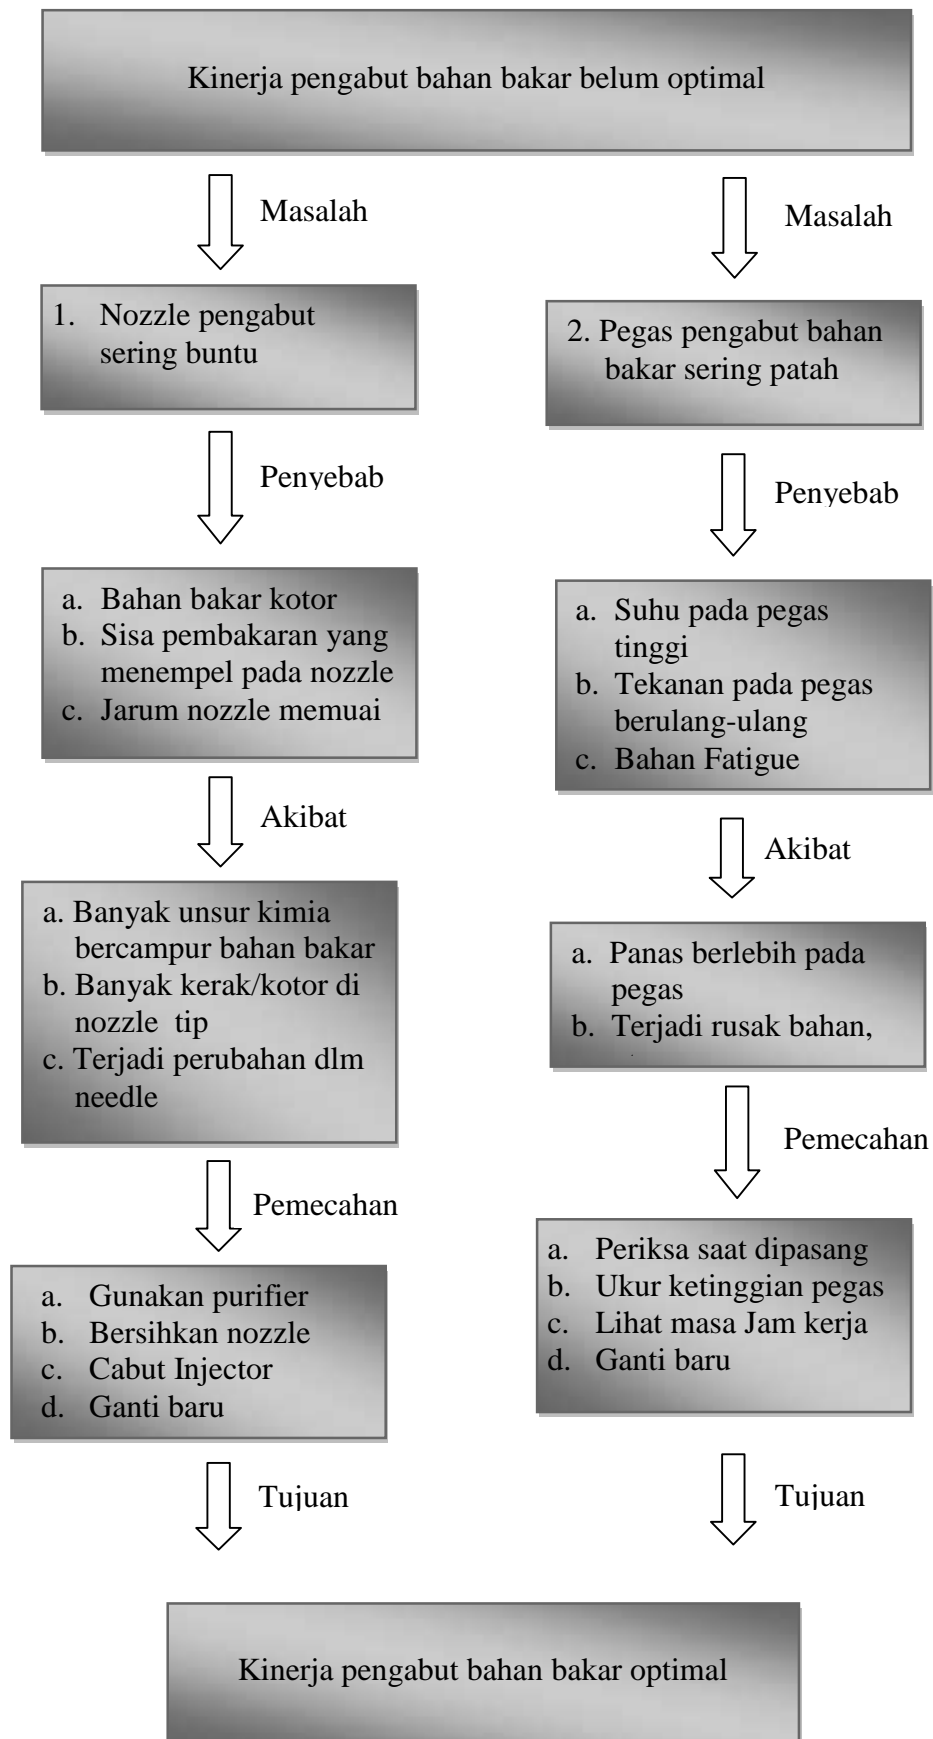 Kinerja pengabut bahan bakar belum optimal
Masalah
Masalah
1. Nozzle pengabut
sering buntu
2. Pegas pengabut bahan
bakar sering patah
Penyebab
Penyebab
a. Bahan bakar kotor
b. Sisa pembakaran yang
menempel pada nozzle
c. Jarum nozzle memuai
a. Suhu pada pegas
tinggi
b. Tekanan pada pegas
berulang-ulang
c. Bahan Fatigue
Akibat
Akibat
a. Banyak unsur kimia
bercampur bahan bakar
b. Banyak kerak/kotor di
nozzle tip
c. Terjadi perubahan dlm
needle
a. Panas berlebih pada
pegas
b. Terjadi rusak bahan,
Pemecahan
Pemecahan
a. Gunakan purifier
b. Bersihkan nozzle
c. Cabut Injector
d. Ganti baru
a. Periksa saat dipasang
b. Ukur ketinggian pegas
c. Lihat masa Jam kerja
d. Ganti baru
Tujuan
Tujuan
Kinerja pengabut bahan bakar optimal